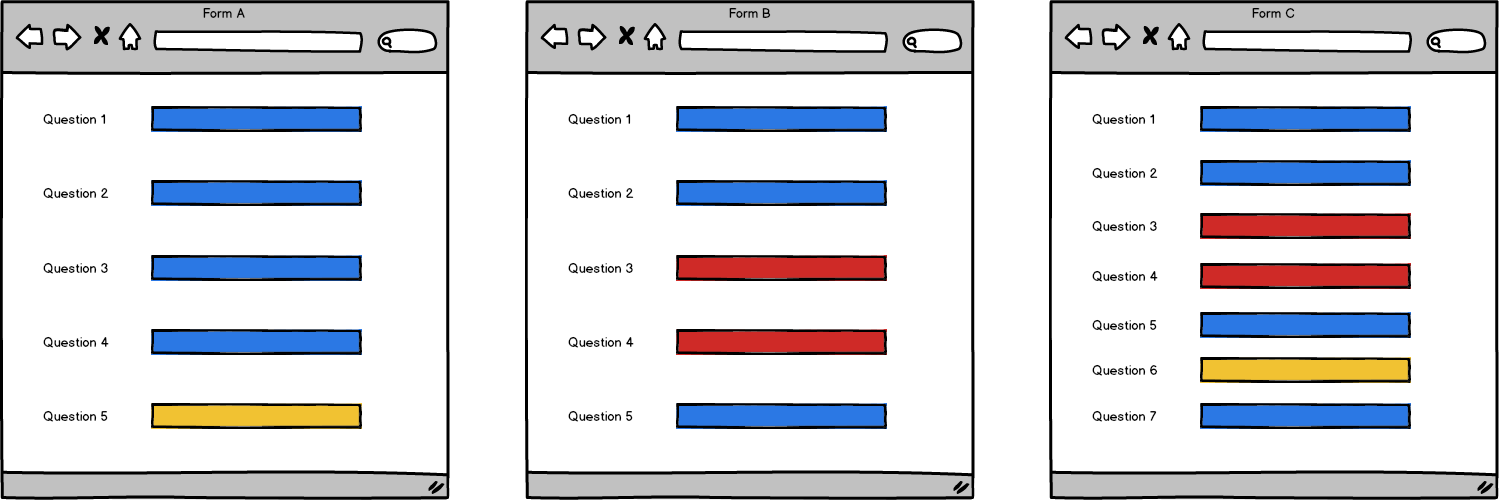 Form A
Question 1
Question 2
Question 3
Question 4
Question 5
Form B
Question 1
Question 2
Question 3
Question 4
Question 5
Form C
Question 1
Question 2
Question 3
Question 4
Question 5
Question 6
Question 7